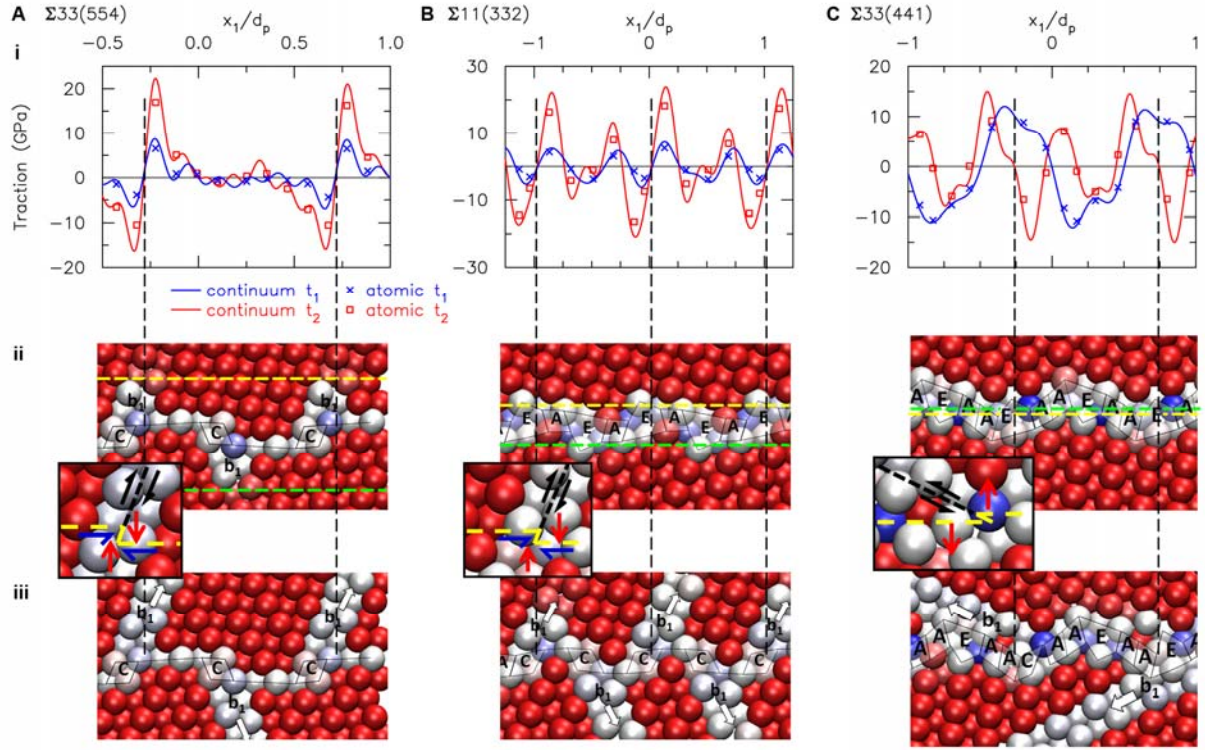 A Σ33(554) x₁/dₚ
B Σ11(332) x₁/dₚ
C Σ33(441) x₁/dₚ
-0.5 0.0 0.5 1.0
-1 0 1
-1 0 1
i
Traction (GPa)
20
10
0
-10
-20
30
15
0
-15
-30
20
10
0
-10
-20
continuum t₁
atomic t₁
continuum t₂
atomic t₂
ii
b₁ b₁
C C C
b₁
E A E A E A E
A E A A E A E A
iii
b₁ b₁
C C C
b₁
b₁ b₁ b₁
A C C C C
b₁ b₁
b₁
A E A A C A E A A A E A
b₁